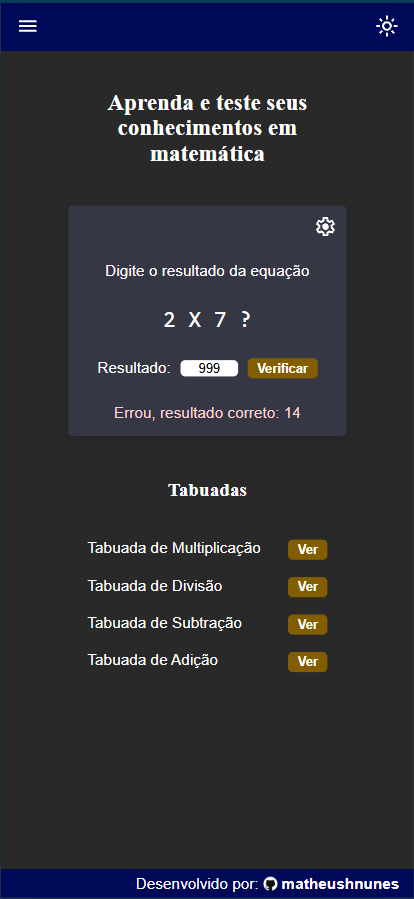 Aprenda e teste seus
conhecimentos em
matemática
Digite o resultado da equação
2 X 7 ?
Resultado: 999 Verificar
Errou, resultado correto: 14
Tabuadas
Tabuada de Multiplicação Ver
Tabuada de Divisão Ver
Tabuada de Subtração Ver
Tabuada de Adição Ver
Desenvolvido por: matheushnunes